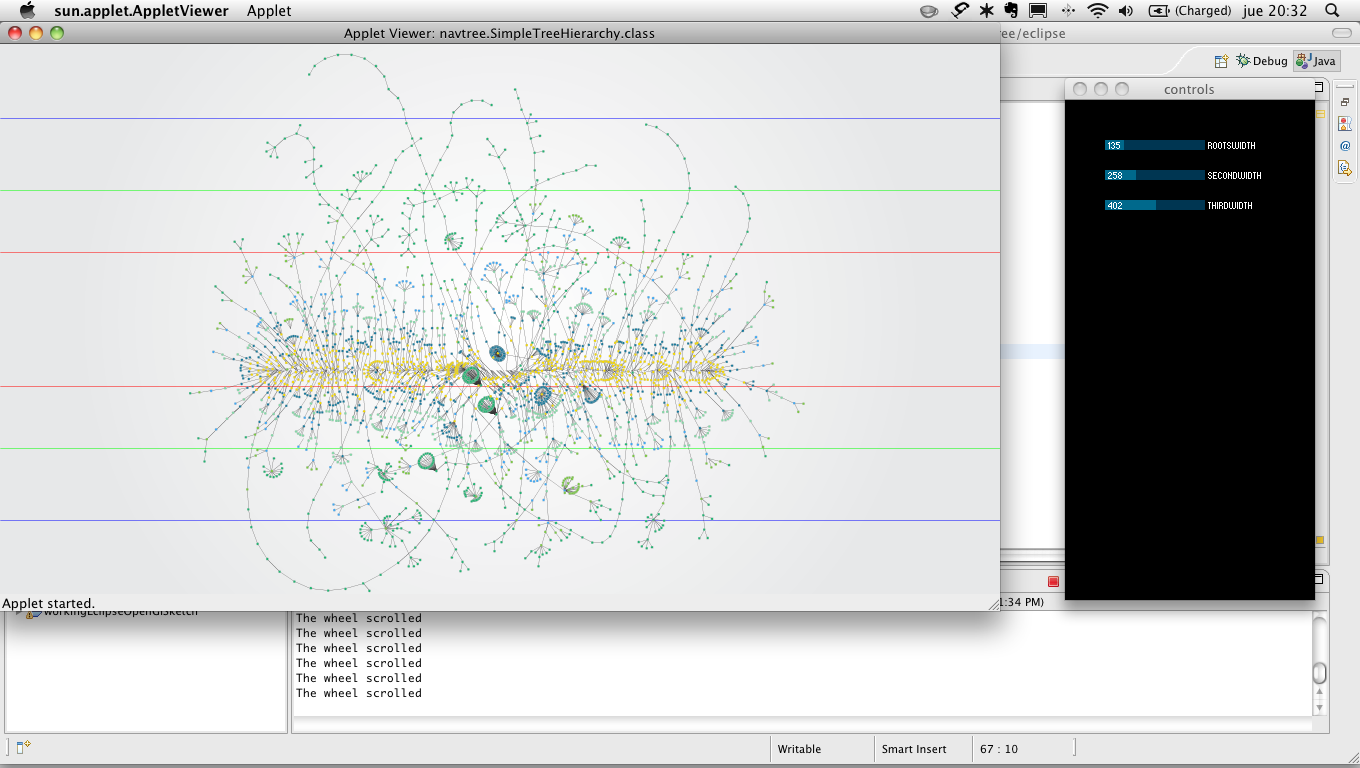 sun.applet.AppletViewer Applet (Charged) jue 20:32
Applet Viewer: navtree.SimpleTreeHierarchy.class
ee/eclipse
Debug Java
controls
135 ROOTSWIDTH
258 SECONDWIDTH
402 THIRDWIDTH
Applet started.
1:34 PM)
workingEclipseOpenGlSketch
The wheel scrolled
The wheel scrolled
The wheel scrolled
The wheel scrolled
The wheel scrolled
The wheel scrolled
Writable Smart Insert 67 : 10